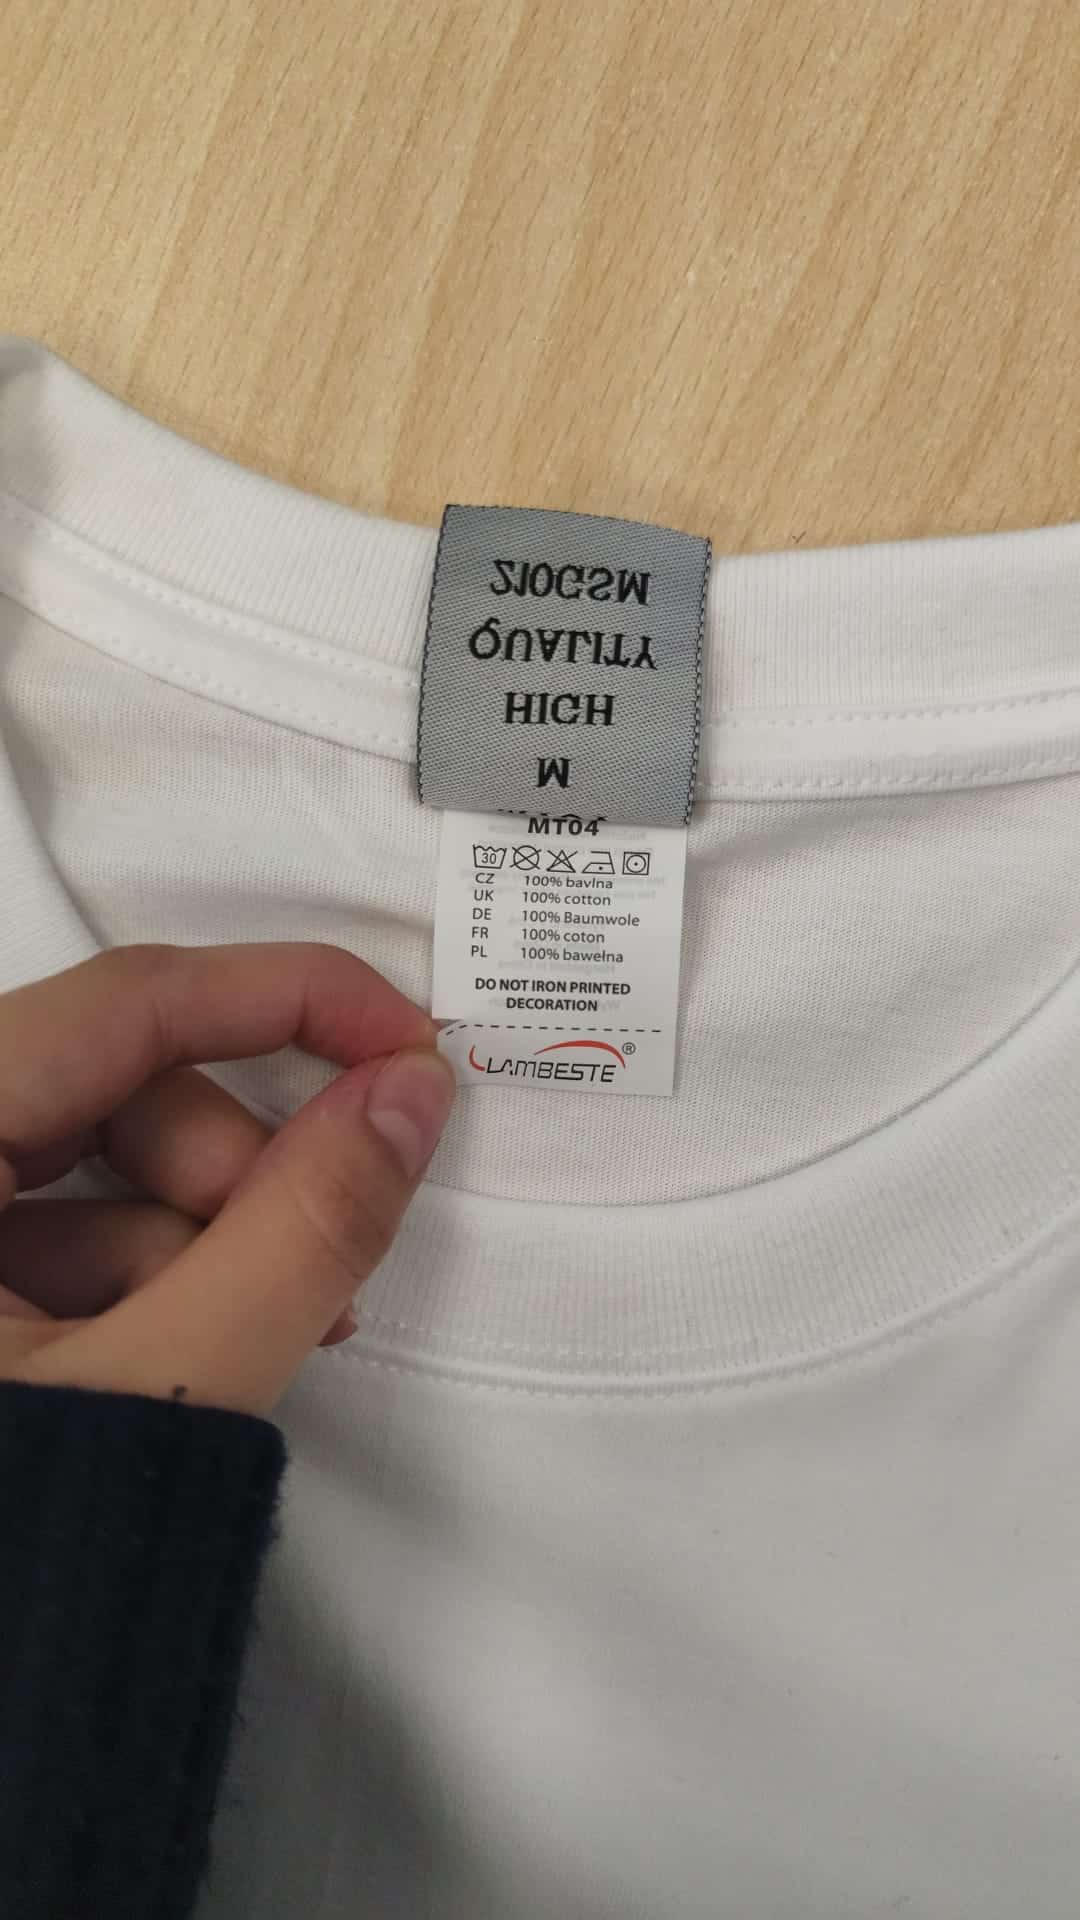 210GSM
QUALITY
HIGH
M
MT04
30
CZ 100% bavlna
UK 100% cotton
DE 100% Baumwole
FR 100% coton
PL 100% bawełna
DO NOT IRON PRINTED
DECORATION
LAMBESTE®